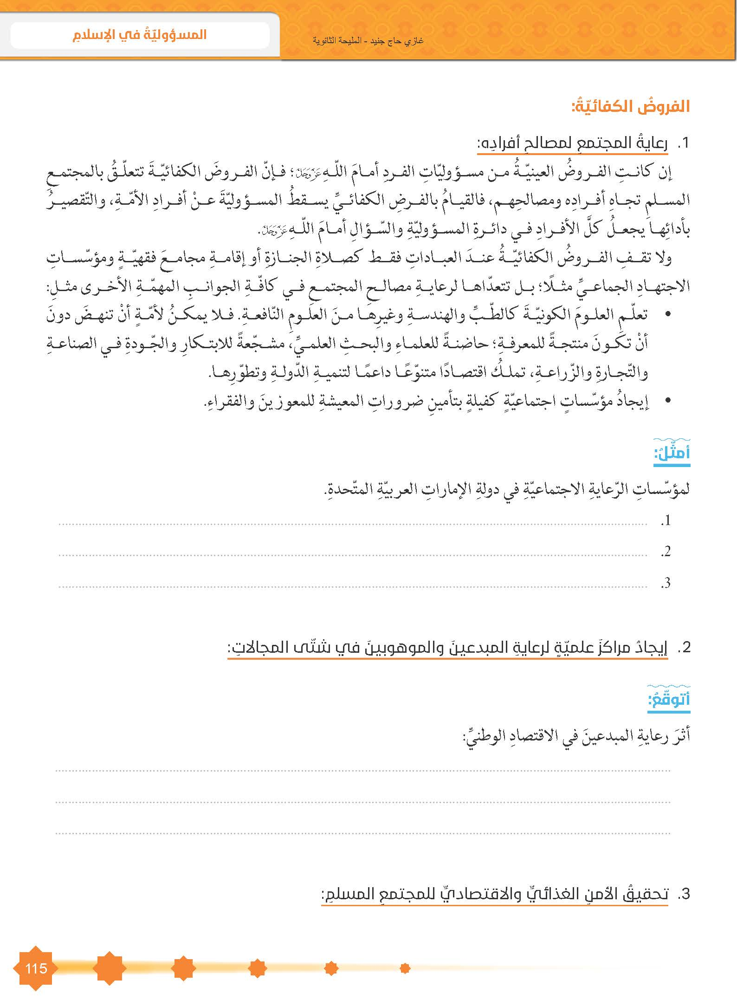 المسؤوليّةُ في الإسلامِ
غازي حاج جنيد - المليحة الثانوية
الفروضُ الكفائيّةُ:
1. رعايةُ المجتمعِ لمصالحِ أفرادِه:
إن كانتِ الفروضُ العينيّةُ من مسؤوليّاتِ الفردِ أمامَ اللّهِ عَزَّوَجَلَّ؛ فإنّ الفروضَ الكفائيّةَ تتعلّقُ بالمجتمعِ
المسلمِ تجاهِ أفرادِه ومصالحِهم، فالقيامُ بالفرضِ الكفائيِّ يسقطُ المسؤوليّةَ عنْ أفرادِ الأمّةِ، والتّقصيرُ
بأدائِها يجعلُ كلَّ الأفرادِ في دائرةِ المسؤوليّةِ والسّؤالِ أمامَ اللّهِ عَزَّوَجَلَّ.
ولا تقفِ الفروضُ الكفائيّةُ عندَ العباداتِ فقط كصلاةِ الجنازةِ أو إقامةِ مجامعَ فقهيّةٍ ومؤسّساتِ
الاجتهادِ الجماعيِّ مثلًا؛ بل تتعدّاها لرعايةِ مصالحِ المجتمعِ في كافّةِ الجوانبِ المهمّةِ الأخرى مثلِ:
• تعلّمِ العلومَ الكونيّةَ كالطّبِّ والهندسةِ وغيرِها منَ العلومِ النّافعةِ. فلا يمكنُ لأمّةٍ أنْ تنهضَ دونَ
أنْ تكونَ منتجةً للمعرفةِ؛ حاضنةً للعلماءِ والبحثِ العلميِّ، مشجّعةً للابتكارِ والجّودةِ في الصناعةِ
والتّجارةِ والزّراعةِ، تملكُ اقتصادًا متنوّعًا داعمًا لتنميةِ الدّولةِ وتطوّرِها.
• إيجادُ مؤسّساتٍ اجتماعيّةٍ كفيلةٍ بتأمينِ ضروراتِ المعيشةِ للمعوزينَ والفقراءِ.
أمثّلُ:
لمؤسّساتِ الرّعايةِ الاجتماعيّةِ في دولةِ الإماراتِ العربيّةِ المتّحدةِ.
1.
2.
3.
2. إيجادُ مراكزَ علميّةٍ لرعايةِ المبدعينَ والموهوبينَ في شتّى المجالاتِ:
أتوقّعُ:
أثرَ رعايةِ المبدعينَ في الاقتصادِ الوطنيِّ:
3. تحقيقُ الأمنِ الغذائيِّ والاقتصاديِّ للمجتمعِ المسلمِ:
115